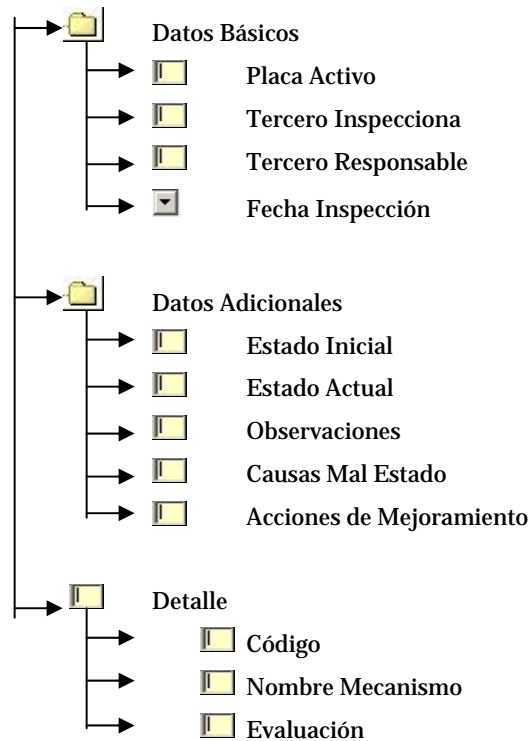 Datos Básicos
Placa Activo
Tercero Inspecciona
Tercero Responsable
Fecha Inspección
Datos Adicionales
Estado Inicial
Estado Actual
Observaciones
Causas Mal Estado
Acciones de Mejoramiento
Detalle
Código
Nombre Mecanismo
Evaluación